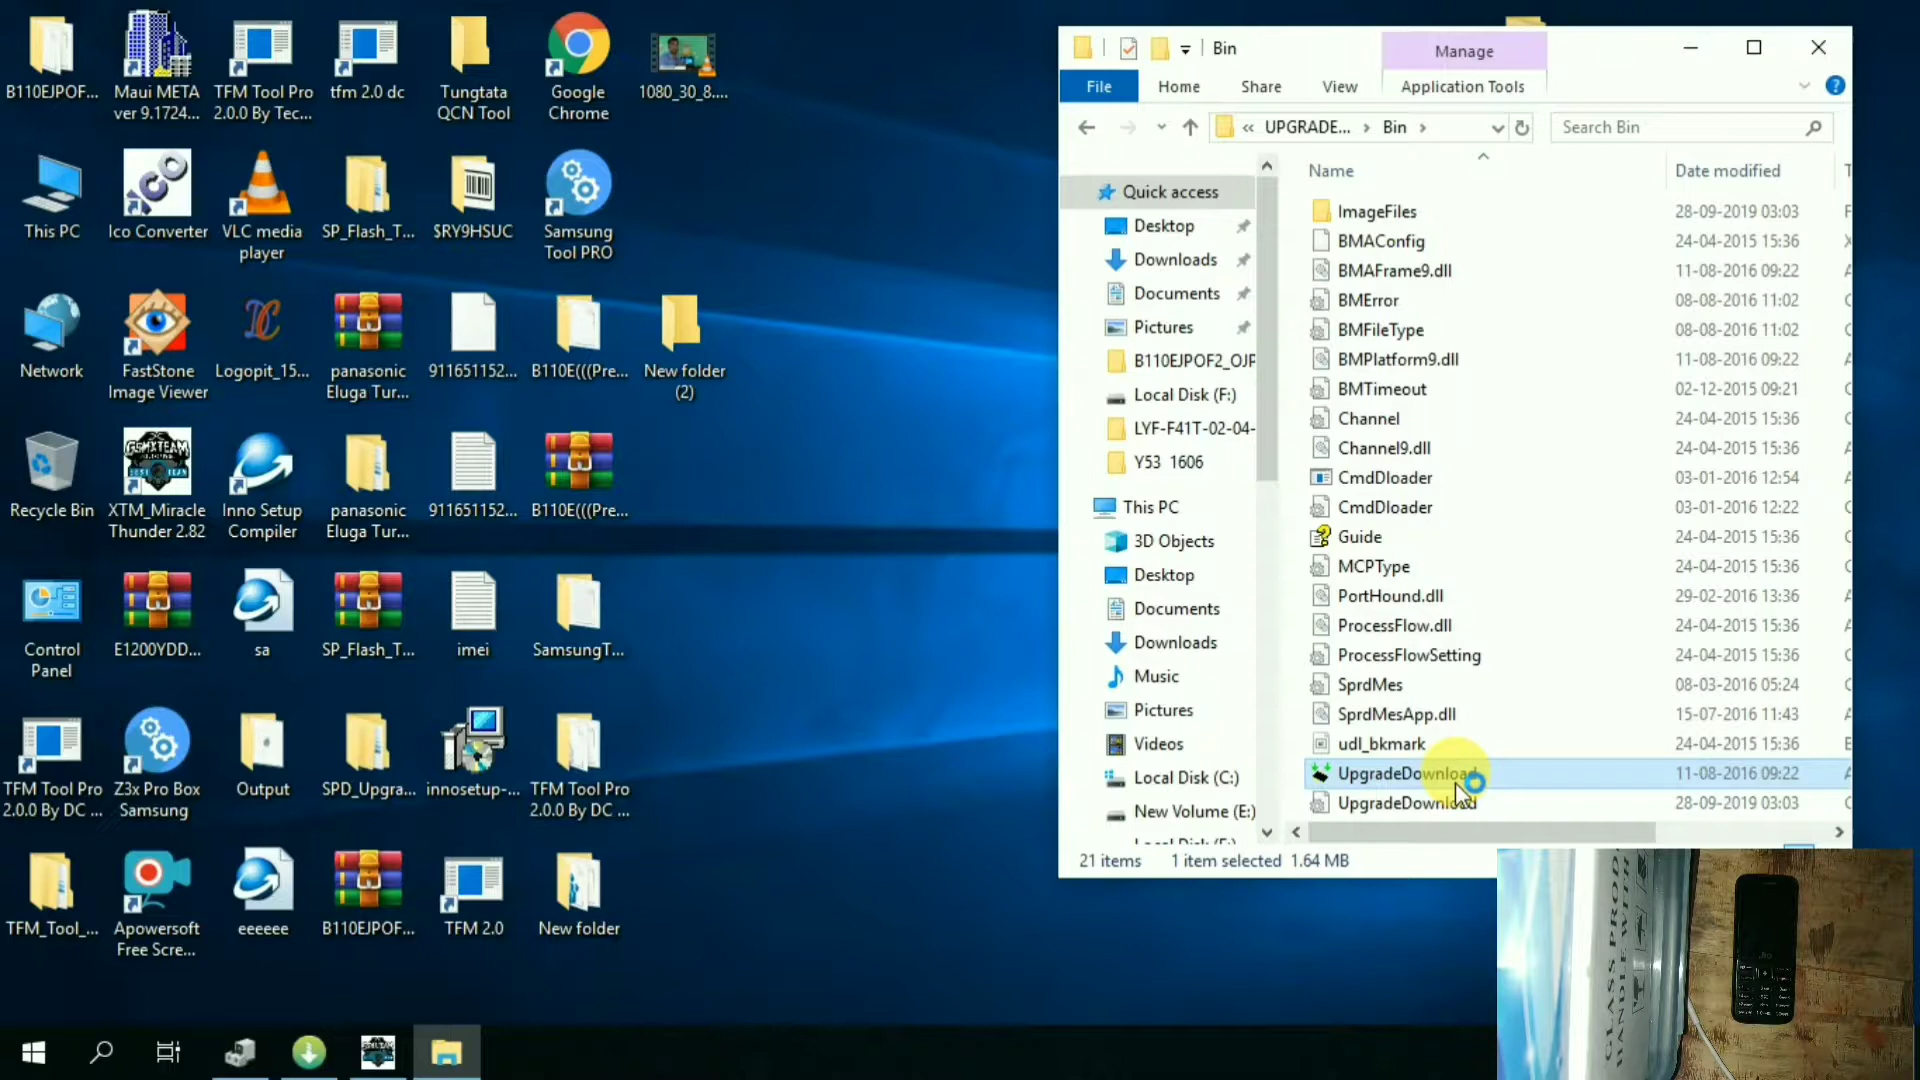 B110EJPOF...
Maui META
ver 9.1724...
TFM Tool Pro
2.0.0 By Tec...
tfm 2.0 dc
Tungtata
QCN Tool
Google
Chrome
1080_30_8....
This PC
Ico Converter
VLC media
player
SP_Flash_T...
$RY9HSUC
Samsung
Tool PRO
Network
FastStone
Image Viewer
Logopit_15...
panasonic
Eluga Tur...
911651152...
B110E(((Pre...
New folder
(2)
Recycle Bin
XTM_Miracle
Thunder 2.82
Inno Setup
Compiler
panasonic
Eluga Tur...
911651152...
B110E(((Pre...
Control
Panel
E1200YDD...
sa
SP_Flash_T...
imei
SamsungT...
TFM Tool Pro
2.0.0 By DC ...
Z3x Pro Box
Samsung
Output
SPD_Upgra...
innosetup-...
TFM Tool Pro
2.0.0 By DC ...
TFM_Tool_...
Apowersoft
Free Scre...
eeeeee
B110EJPOF...
TFM 2.0
New folder
Bin
Manage
File
Home
Share
View
Application Tools
« UPGRADE... › Bin ›
Search Bin
Quick access
Desktop
Downloads
Documents
Pictures
B110EJPOF2_OJP
Local Disk (F:)
LYF-F41T-02-04-
Y53 1606
This PC
3D Objects
Desktop
Documents
Downloads
Music
Pictures
Videos
Local Disk (C:)
New Volume (E:)
Name Date modified
ImageFiles 28-09-2019 03:03
BMAConfig 24-04-2015 15:36
BMAFrame9.dll 11-08-2016 09:22
BMError 08-08-2016 11:02
BMFileType 08-08-2016 11:02
BMPlatform9.dll 11-08-2016 09:22
BMTimeout 02-12-2015 09:21
Channel 24-04-2015 15:36
Channel9.dll 24-04-2015 15:36
CmdDloader 03-01-2016 12:54
CmdDloader 03-01-2016 12:22
Guide 24-04-2015 15:36
MCPType 24-04-2015 15:36
PortHound.dll 29-02-2016 13:36
ProcessFlow.dll 24-04-2015 15:36
ProcessFlowSetting 24-04-2015 15:36
SprdMes 08-03-2016 05:24
SprdMesApp.dll 15-07-2016 11:43
udl_bkmark 24-04-2015 15:36
UpgradeDownload 11-08-2016 09:22
UpgradeDownload 28-09-2019 03:03
21 items 1 item selected 1.64 MB
GLASS PROD
HANDLE WITH